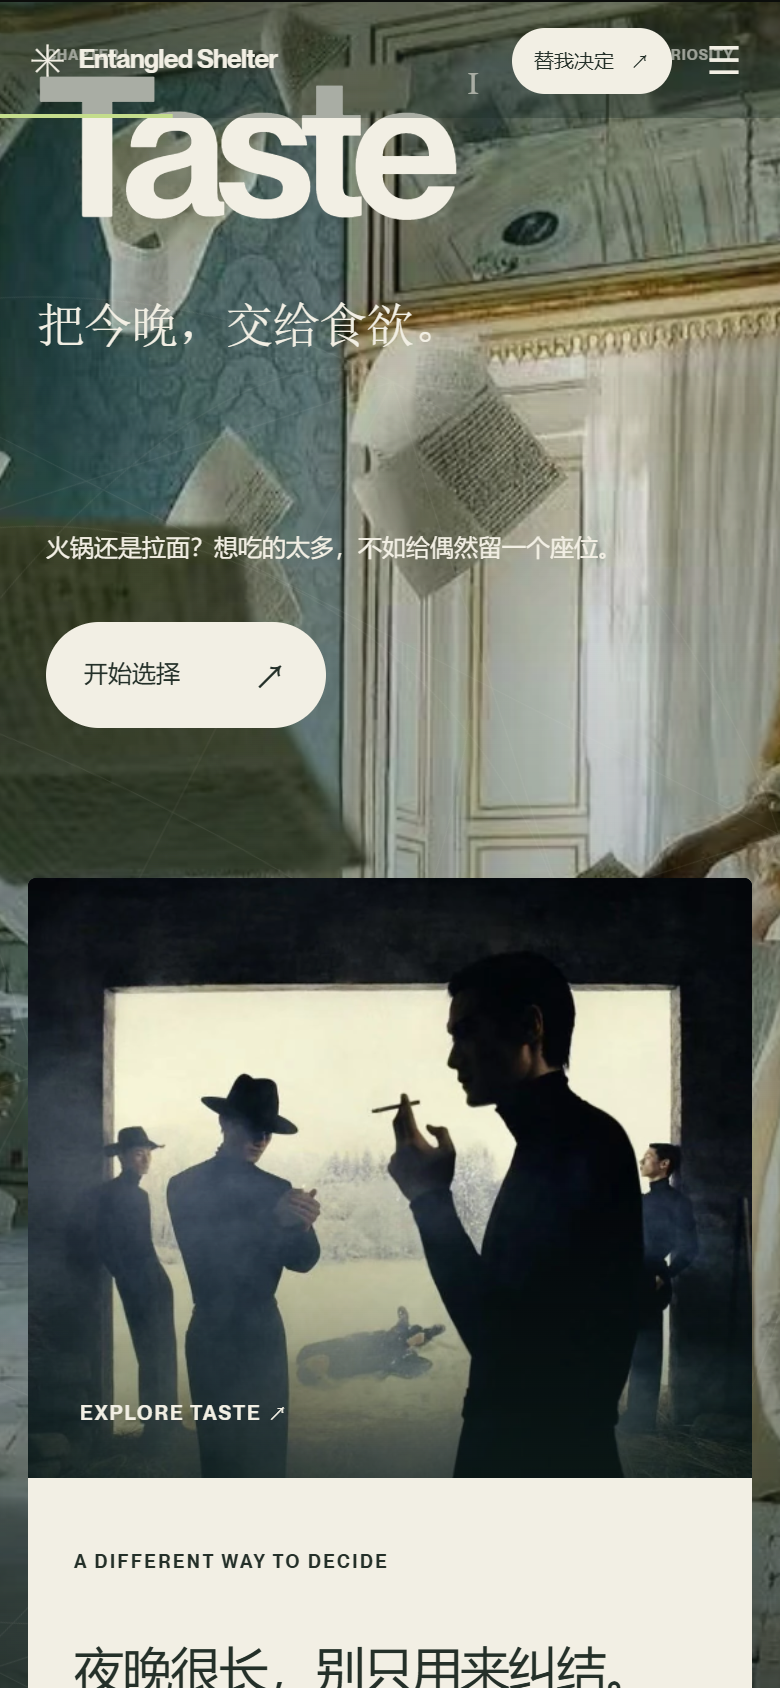 Entangled Shelter
替我决定 ↗
Taste
I
把今晚，交给食欲。
火锅还是拉面？想吃的太多，不如给偶然留一个座位。
开始选择 ↗
EXPLORE TASTE ↗
A DIFFERENT WAY TO DECIDE
夜晚很长，别只用来纠结。